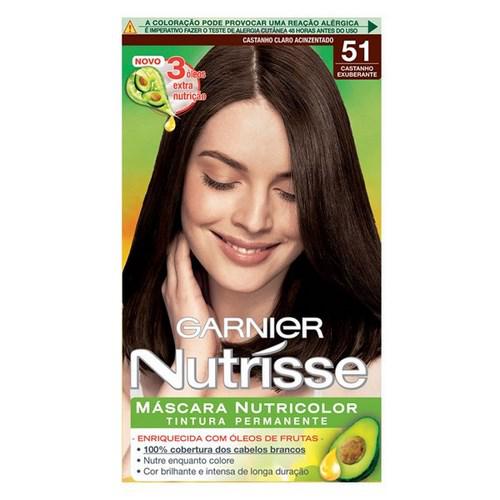 A COLORAÇÃO PODE PROVOCAR UMA REAÇÃO ALÉRGICA
É IMPERATIVO FAZER O TESTE DE ALERGIA CUTÂNEA 48 HORAS ANTES DO USO
CASTANHO CLARO ACINZENTADO
51
CASTANHO
EXUBERANTE
NOVO
3 óleos
extra
nutrição
GARNIER
Nutrisse
MÁSCARA NUTRICOLOR
TINTURA PERMANENTE
- ENRIQUECIDA COM ÓLEOS DE FRUTAS -
• 100% cobertura dos cabelos brancos
• Nutre enquanto colore
• Cor brilhante e intensa de longa duração